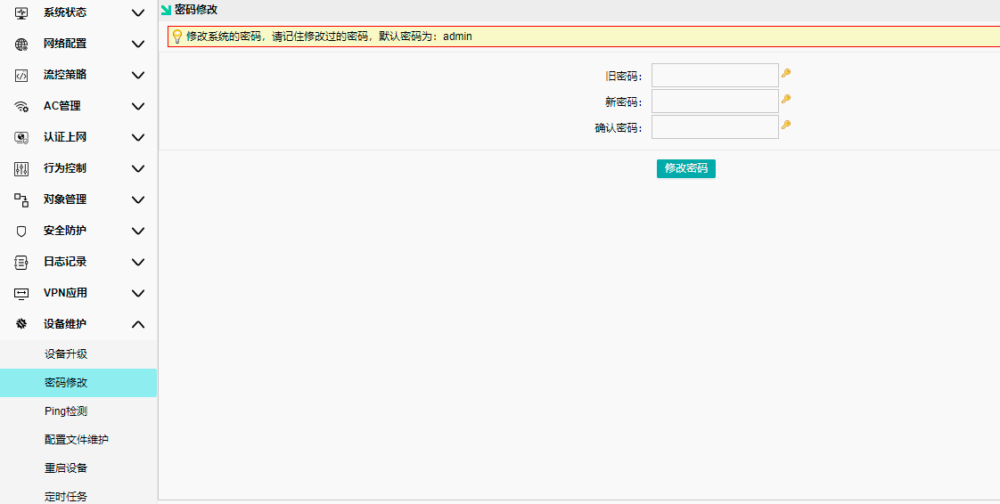 系统状态
网络配置
流控策略
AC管理
认证上网
行为控制
对象管理
安全防护
日志记录
VPN应用
设备维护
设备升级
密码修改
Ping检测
配置文件维护
重启设备
定时任务
密码修改
修改系统的密码，请记住修改过的密码，默认密码为：admin
旧密码：
新密码：
确认密码：
修改密码